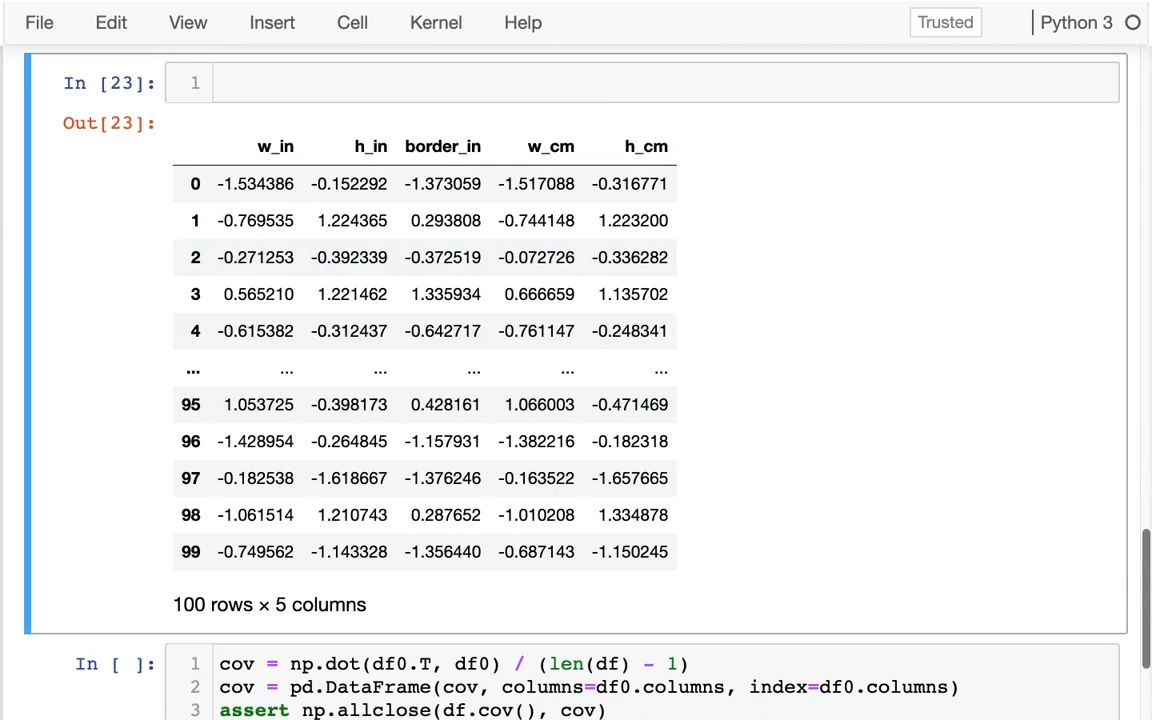 File Edit View Insert Cell Kernel Help Trusted Python 3
In [23]: 1
Out[23]:
w_in h_in border_in w_cm h_cm
0 -1.534386 -0.152292 -1.373059 -1.517088 -0.316771
1 -0.769535 1.224365 0.293808 -0.744148 1.223200
2 -0.271253 -0.392339 -0.372519 -0.072726 -0.336282
3 0.565210 1.221462 1.335934 0.666659 1.135702
4 -0.615382 -0.312437 -0.642717 -0.761147 -0.248341
... ... ... ... ... ...
95 1.053725 -0.398173 0.428161 1.066003 -0.471469
96 -1.428954 -0.264845 -1.157931 -1.382216 -0.182318
97 -0.182538 -1.618667 -1.376246 -0.163522 -1.657665
98 -1.061514 1.210743 0.287652 -1.010208 1.334878
99 -0.749562 -1.143328 -1.356440 -0.687143 -1.150245
100 rows × 5 columns
In [ ]: 1 cov = np.dot(df0.T, df0) / (len(df) - 1)
2 cov = pd.DataFrame(cov, columns=df0.columns, index=df0.columns)
3 assert np.allclose(df.cov(), cov)